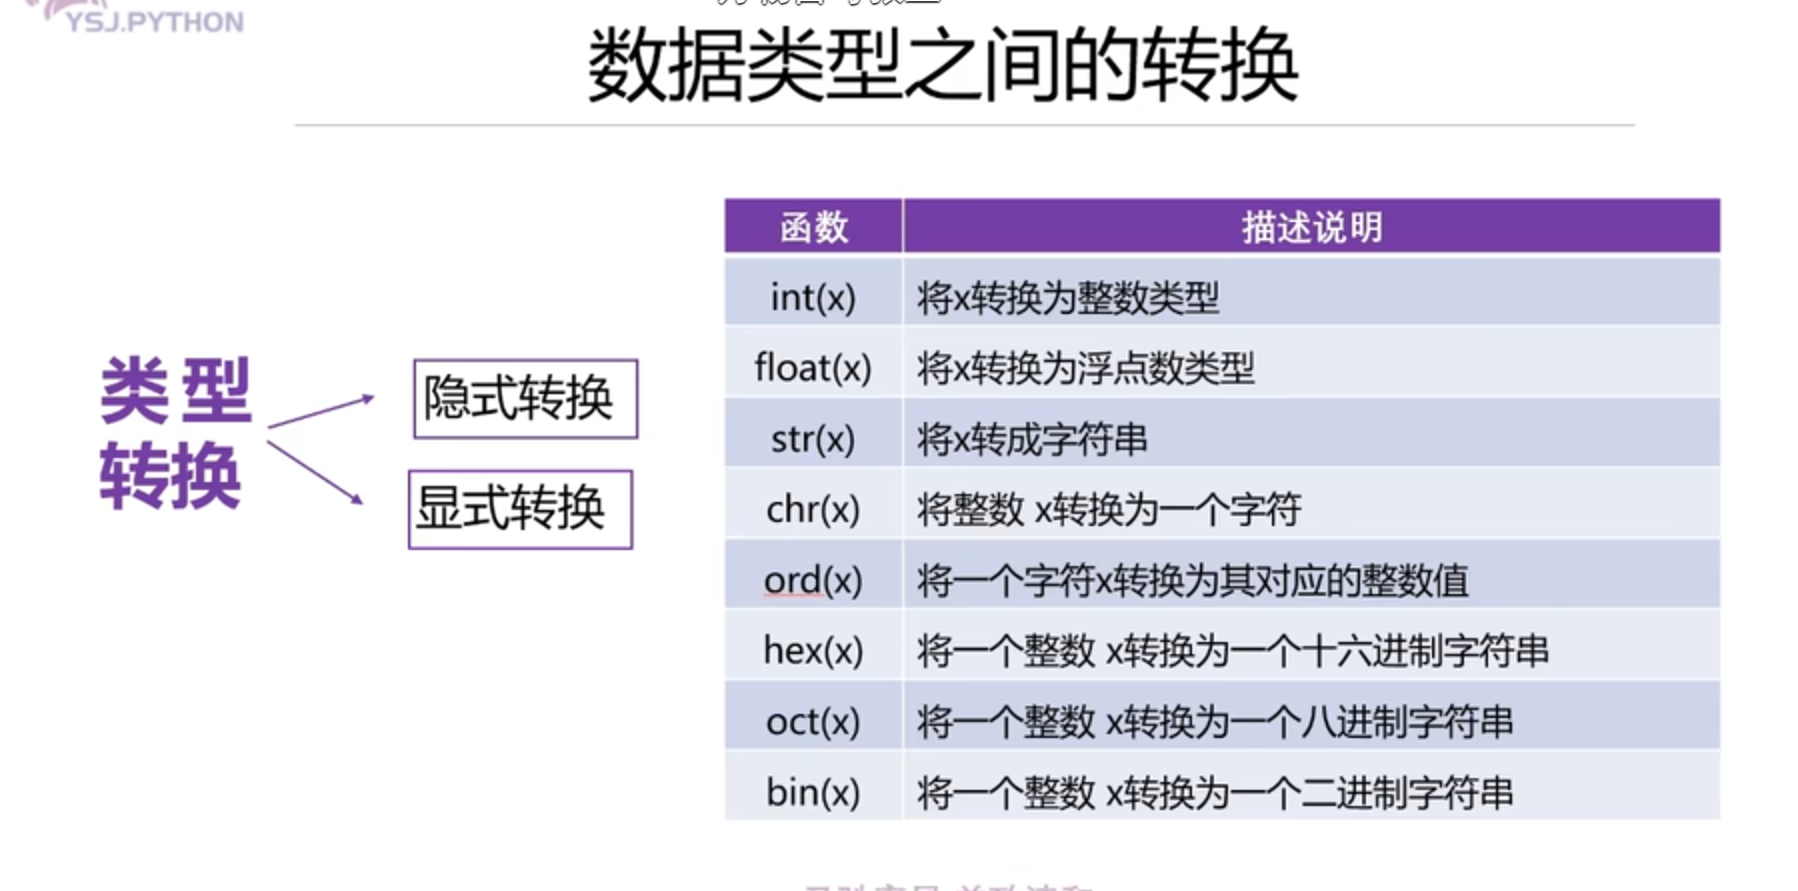 YSJ.PYTHON
数据类型之间的转换
类型
转换
隐式转换
显式转换
函数 描述说明
int(x) 将x转换为整数类型
float(x) 将x转换为浮点数类型
str(x) 将x转成字符串
chr(x) 将整数 x转换为一个字符
ord(x) 将一个字符x转换为其对应的整数值
hex(x) 将一个整数 x转换为一个十六进制字符串
oct(x) 将一个整数 x转换为一个八进制字符串
bin(x) 将一个整数 x转换为一个二进制字符串